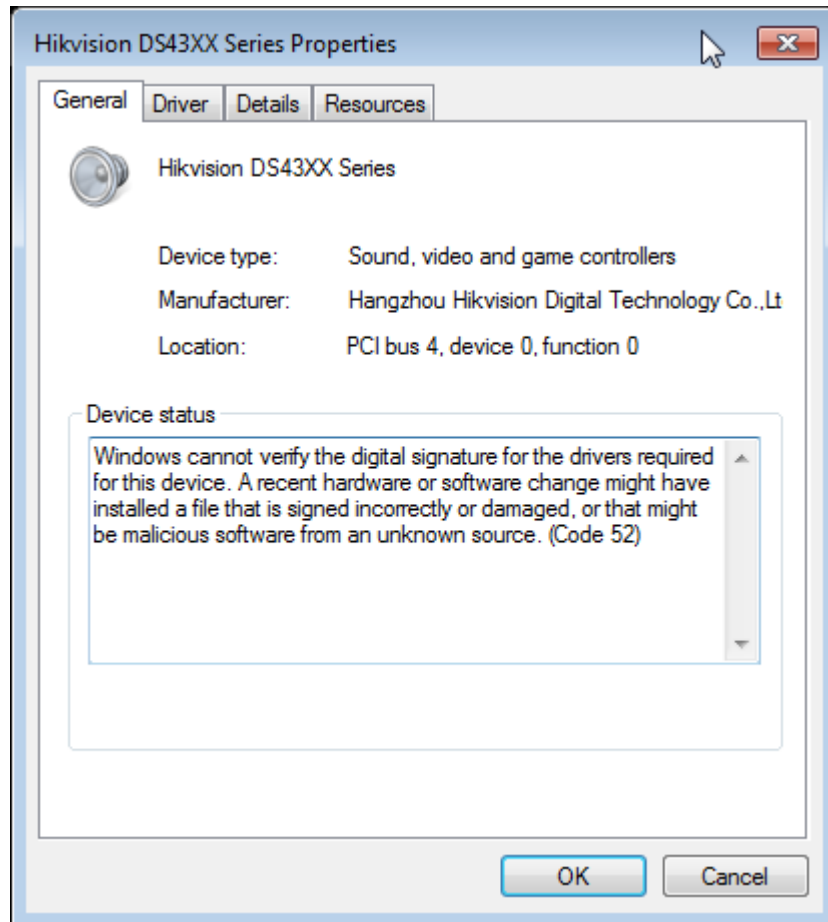 Hikvision DS43XX Series Properties
General Driver Details Resources
Hikvision DS43XX Series
Device type: Sound, video and game controllers
Manufacturer: Hangzhou Hikvision Digital Technology Co.,Lt
Location: PCI bus 4, device 0, function 0
Device status
Windows cannot verify the digital signature for the drivers required
for this device. A recent hardware or software change might have
installed a file that is signed incorrectly or damaged, or that might
be malicious software from an unknown source. (Code 52)
OK Cancel